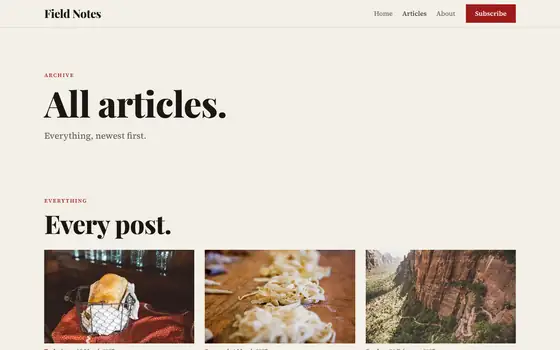 Field Notes
Home
Articles
About
Subscribe
ARCHIVE
All articles.
Everything, newest first.
EVERYTHING
Every post.